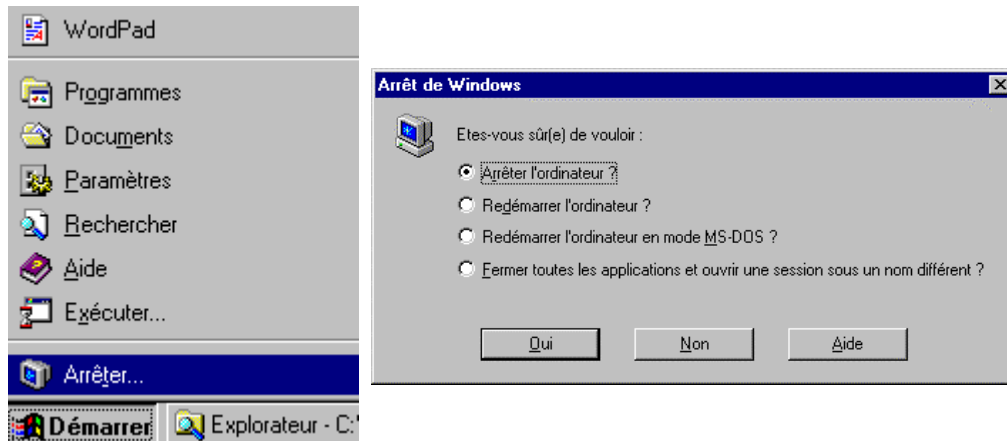 WordPad
Programmes
Documents
Paramètres
Rechercher
Aide
Exécuter...
Arrêter...
Démarrer
Explorateur - C:
Arrêt de Windows
Etes-vous sûr(e) de vouloir :
Arrêter l'ordinateur ?
Redémarrer l'ordinateur ?
Redémarrer l'ordinateur en mode MS-DOS ?
Fermer toutes les applications et ouvrir une session sous un nom différent ?
Oui
Non
Aide